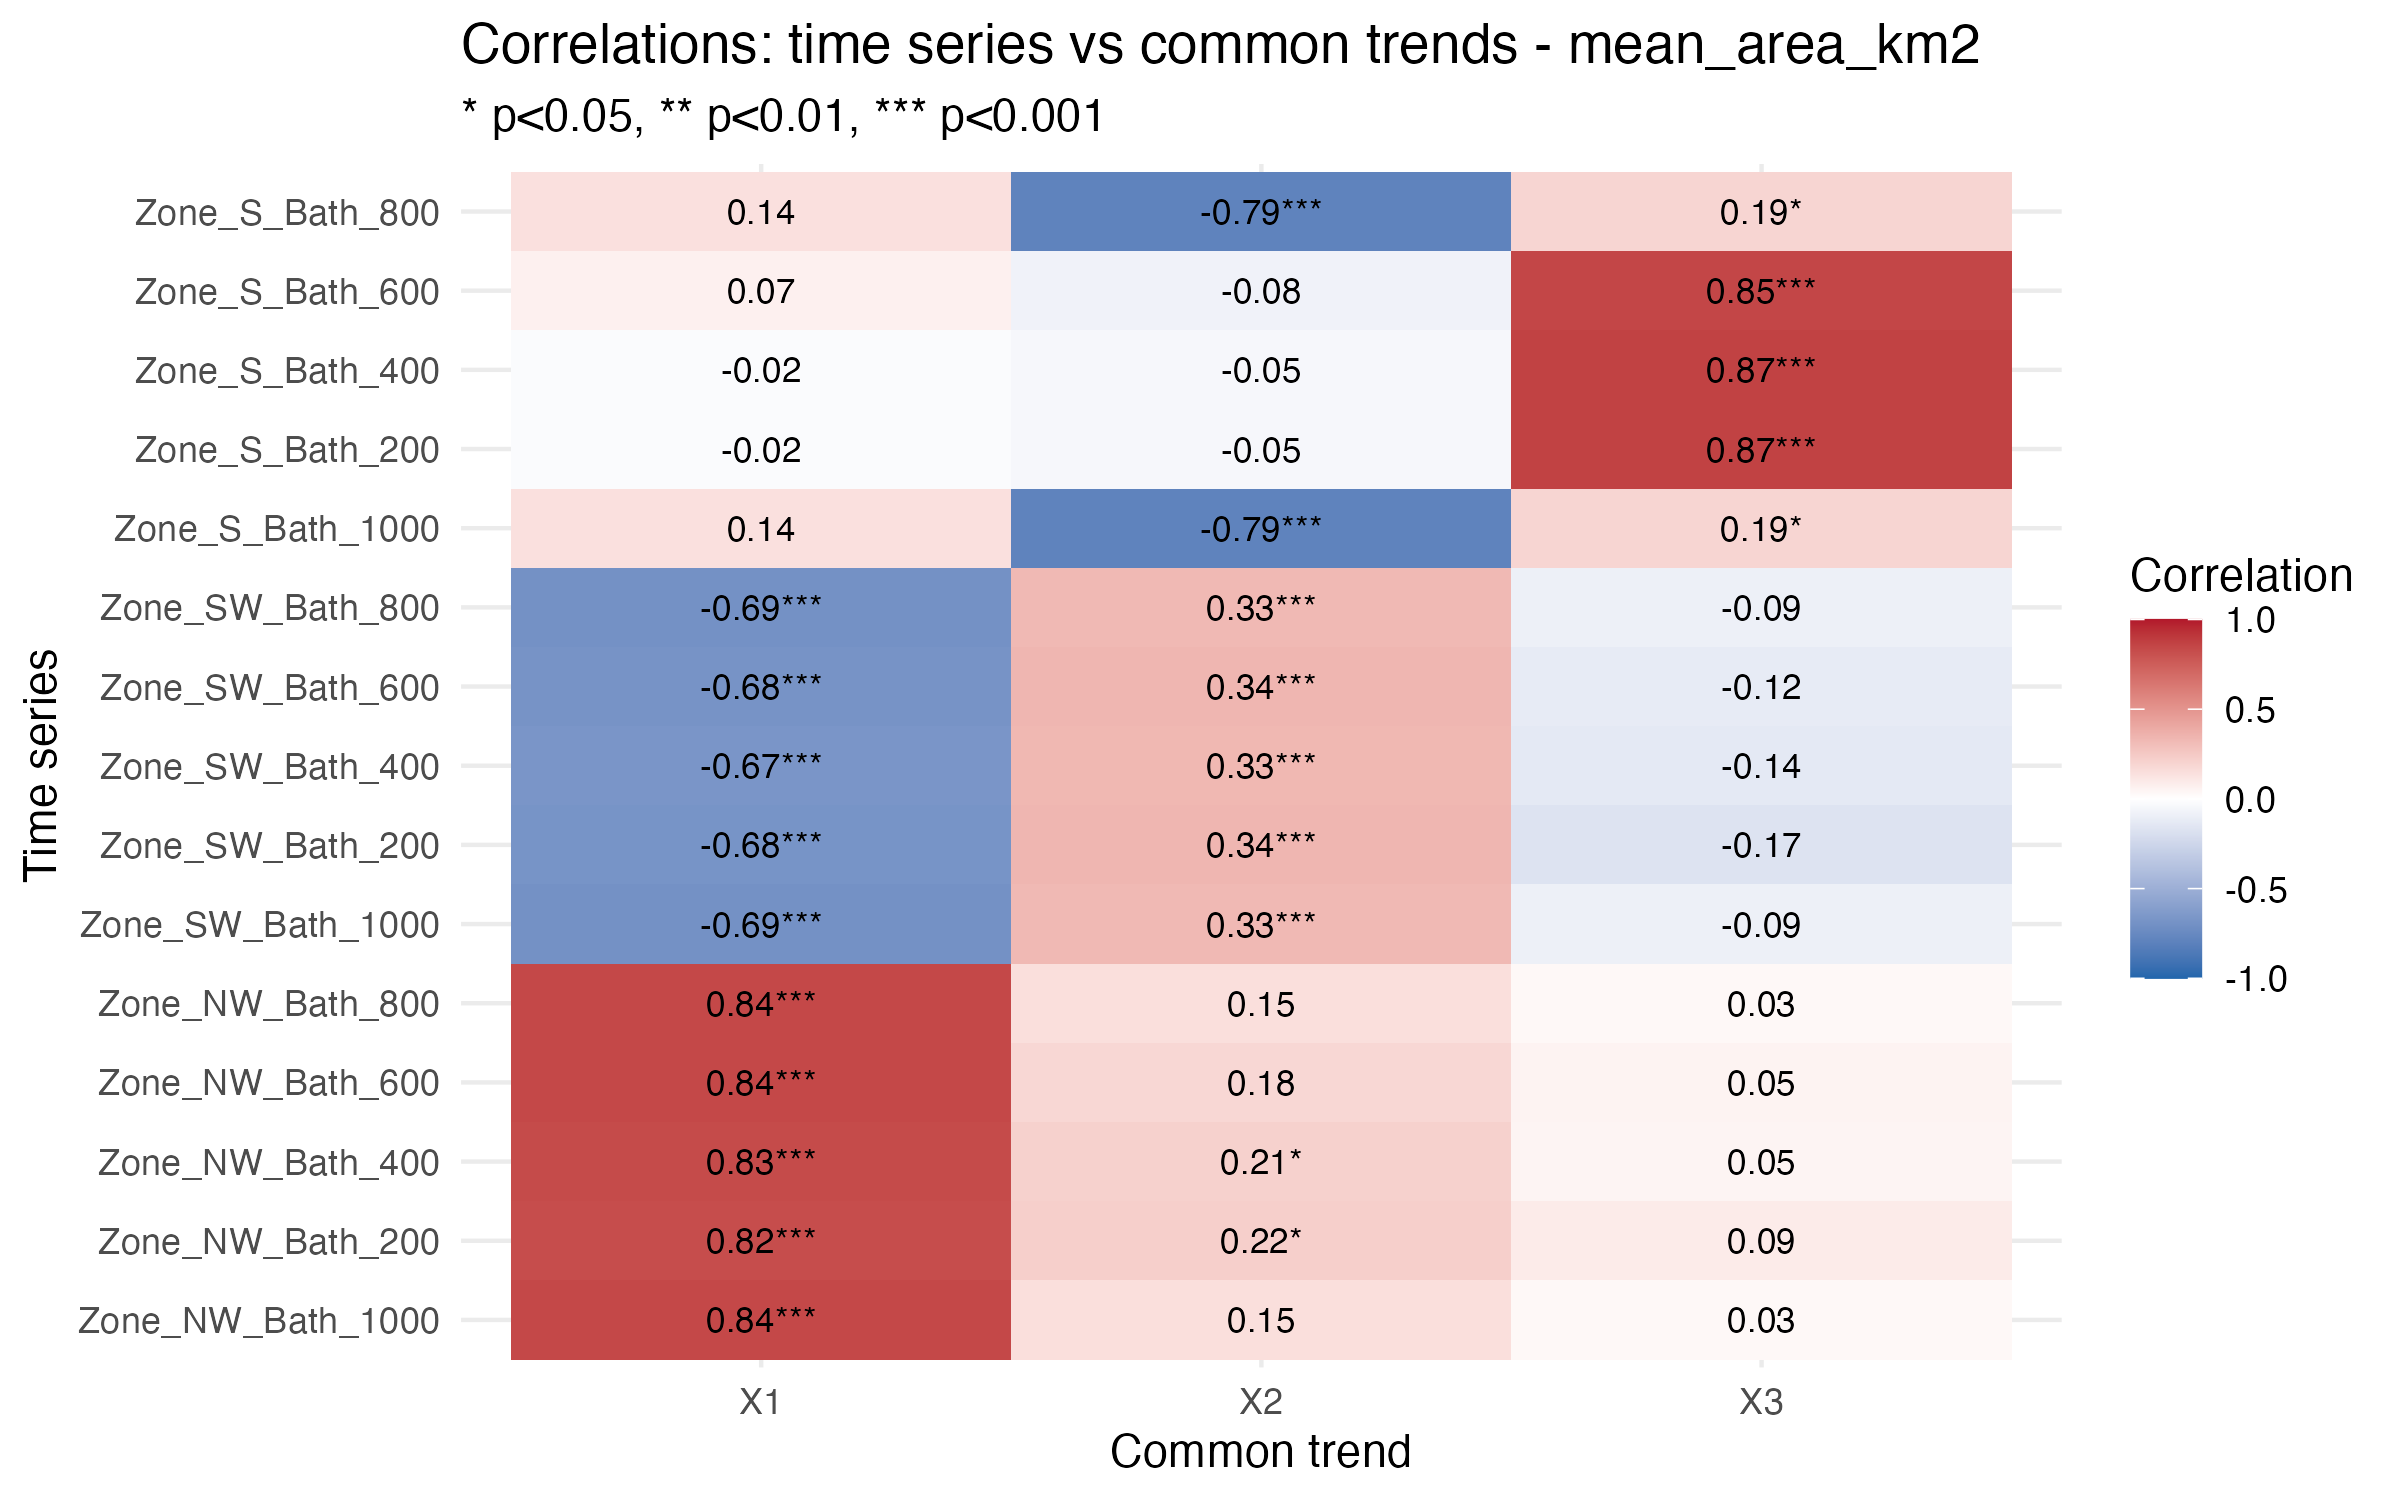 Correlations: time series vs common trends - mean_area_km2
* p<0.05, ** p<0.01, *** p<0.001
Zone_S_Bath_800 0.14 -0.79*** 0.19*
Zone_S_Bath_600 0.07 -0.08 0.85***
Zone_S_Bath_400 -0.02 -0.05 0.87***
Zone_S_Bath_200 -0.02 -0.05 0.87***
Zone_S_Bath_1000 0.14 -0.79*** 0.19*
Zone_SW_Bath_800 -0.69*** 0.33*** -0.09
Zone_SW_Bath_600 -0.68*** 0.34*** -0.12
Zone_SW_Bath_400 -0.67*** 0.33*** -0.14
Zone_SW_Bath_200 -0.68*** 0.34*** -0.17
Zone_SW_Bath_1000 -0.69*** 0.33*** -0.09
Zone_NW_Bath_800 0.84*** 0.15 0.03
Zone_NW_Bath_600 0.84*** 0.18 0.05
Zone_NW_Bath_400 0.83*** 0.21* 0.05
Zone_NW_Bath_200 0.82*** 0.22* 0.09
Zone_NW_Bath_1000 0.84*** 0.15 0.03
X1 X2 X3
Common trend
Time series
Correlation
1.0
0.5
0.0
-0.5
-1.0